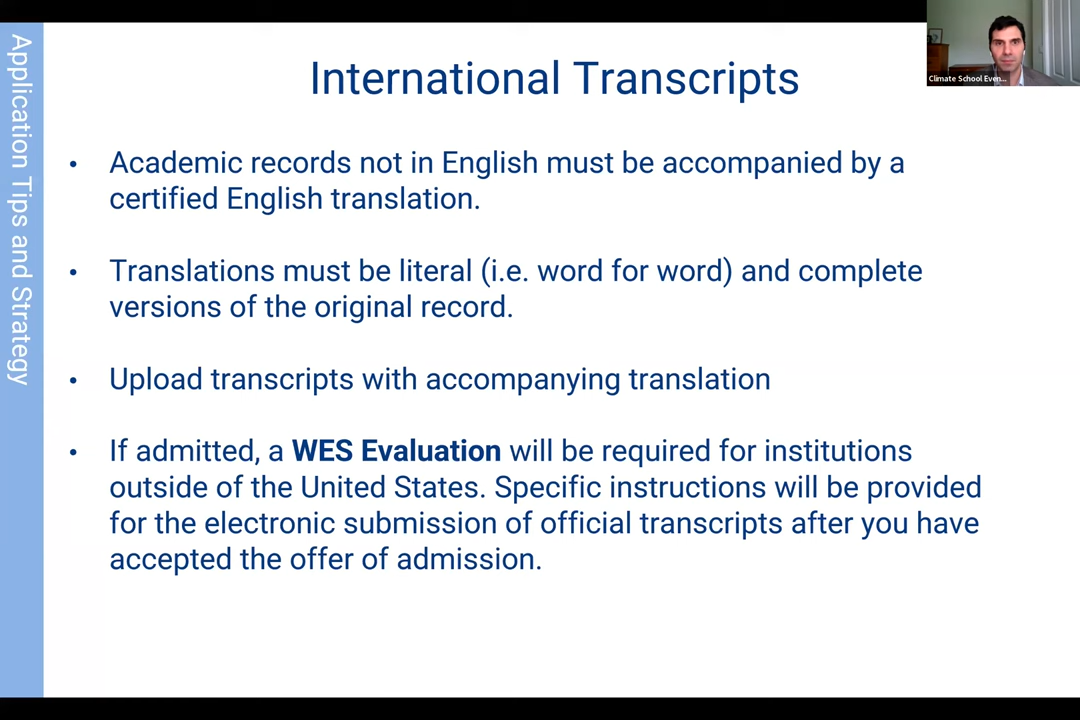 Application Tips and Strategy
International Transcripts
Climate School Even...
• Academic records not in English must be accompanied by a
certified English translation.
• Translations must be literal (i.e. word for word) and complete
versions of the original record.
• Upload transcripts with accompanying translation
• If admitted, a WES Evaluation will be required for institutions
outside of the United States. Specific instructions will be provided
for the electronic submission of official transcripts after you have
accepted the offer of admission.